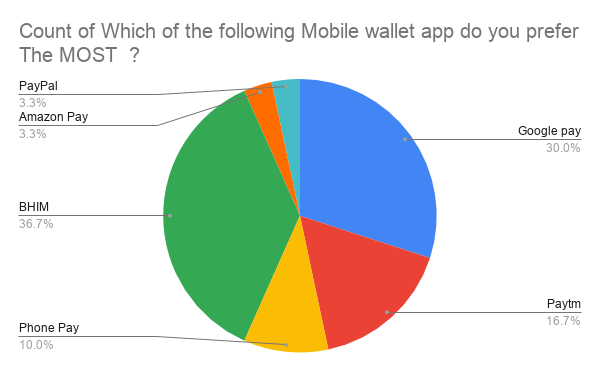 Count of Which of the following Mobile wallet app do you prefer
The MOST  ?
PayPal
3.3%
Amazon Pay
3.3%
BHIM
36.7%
Phone Pay
10.0%
Google pay
30.0%
Paytm
16.7%